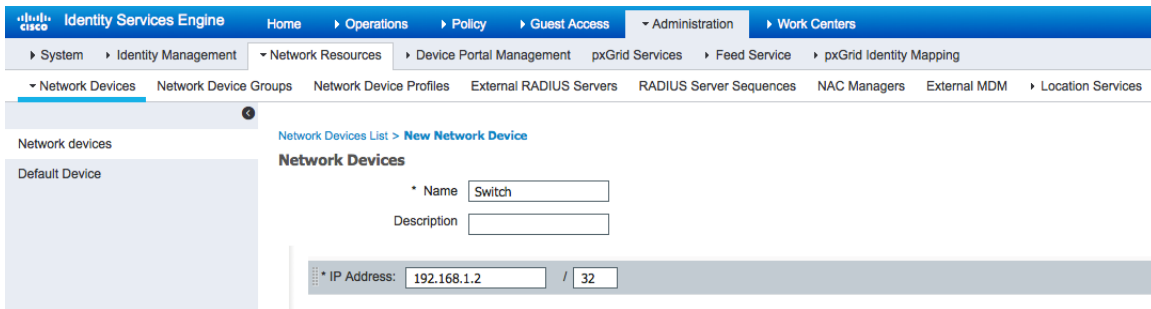 cisco Identity Services Engine Home Operations Policy Guest Access Administration Work Centers
System Identity Management Network Resources Device Portal Management pxGrid Services Feed Service pxGrid Identity Mapping
Network Devices Network Device Groups Network Device Profiles External RADIUS Servers RADIUS Server Sequences NAC Managers External MDM Location Services
Network devices
Default Device
Network Devices List > New Network Device
Network Devices
* Name Switch
Description
* IP Address: 192.168.1.2 / 32